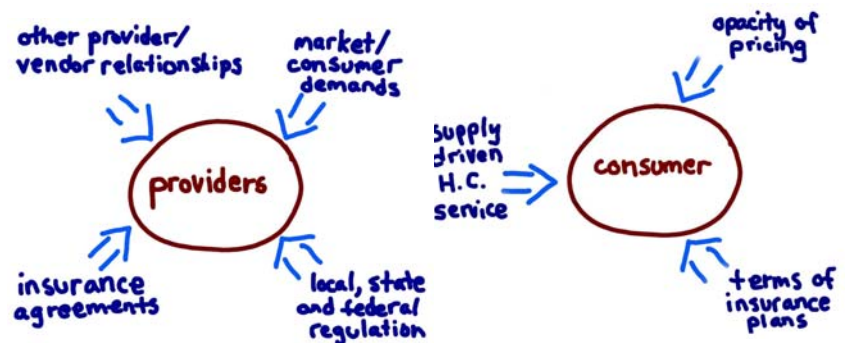 other provider/
vendor relationships
market/
consumer
demands
providers
insurance
agreements
local, state
and federal
regulation
opacity of
pricing
supply
driven
H.C.
service
consumer
terms of
insurance
plans